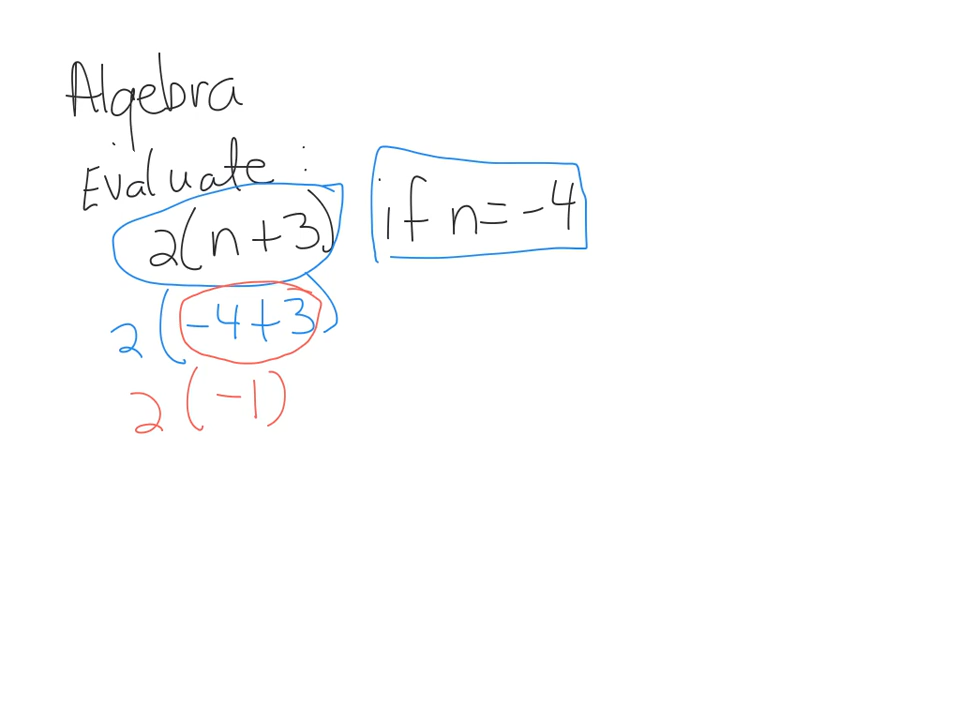 Algebra
Evaluate:
2(n+3) if n=-4
2(-4+3)
2(-1)